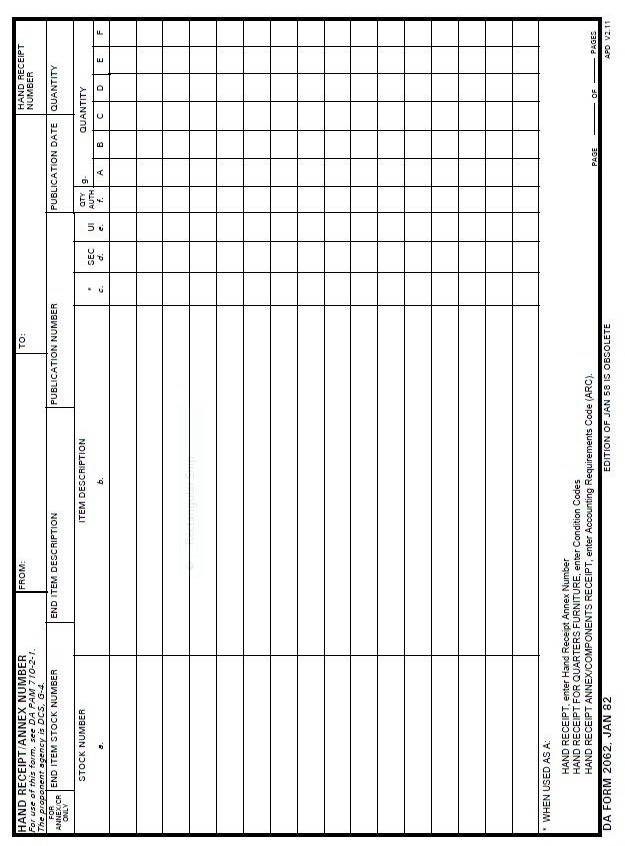 HAND RECEIPT/ANNEX NUMBER
For use of this form, see DA PAM 710-2-1.
The proponent agency is DCS, G-4.
FROM:
TO:
HAND RECEIPT
NUMBER
FOR
ANNEX/CR
ONLY
END ITEM STOCK NUMBER
END ITEM DESCRIPTION
PUBLICATION NUMBER
PUBLICATION DATE
QUANTITY
STOCK NUMBER
a.
ITEM DESCRIPTION
b.
*
c.
SEC
d.
UI
e.
QTY
AUTH
f.
g.
QUANTITY
A B C D E F
* WHEN USED AS A:
HAND RECEIPT, enter Hand Receipt Annex Number
HAND RECEIPT FOR QUARTERS FURNITURE, enter Condition Codes
HAND RECEIPT ANNEX/COMPONENTS RECEIPT, enter Accounting Requirements Code (ARC).
PAGE OF PAGES
DA FORM 2062, JAN 82
EDITION OF JAN 58 IS OBSOLETE
APD V2.11